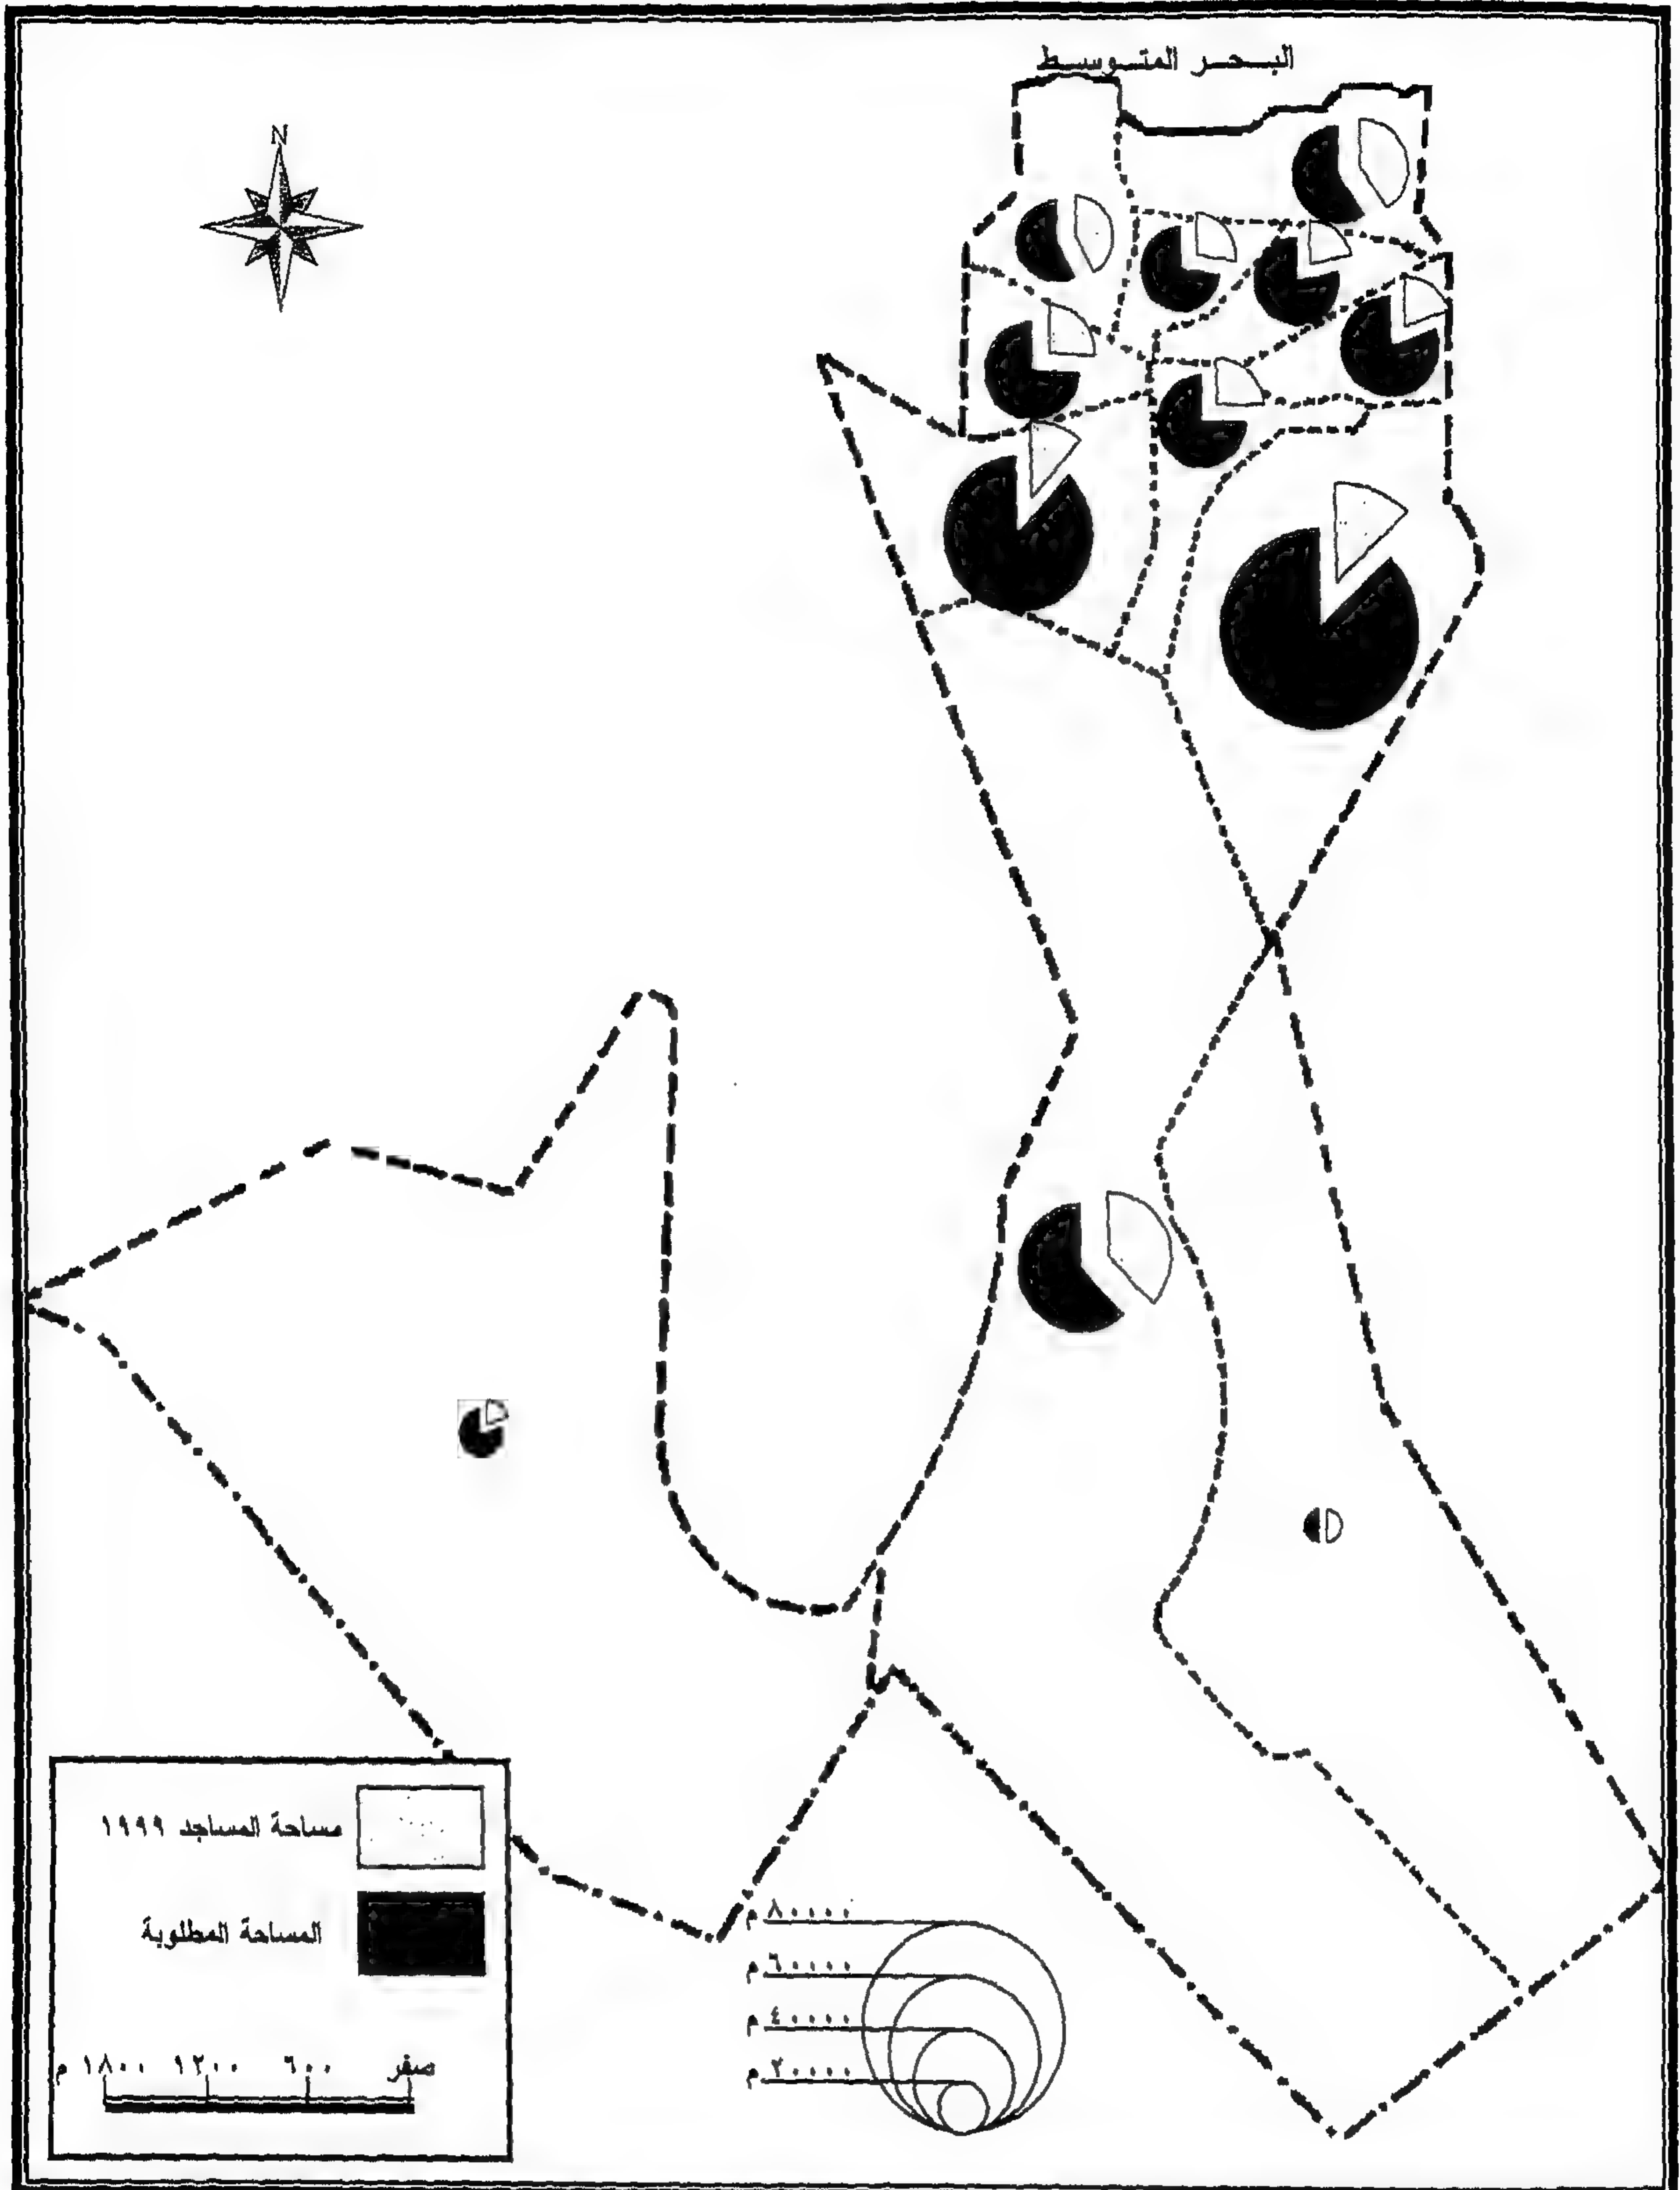 البحر المتوسط
N
مساحة المساجد ١٩٩٩
المساحة المطلوبة
صفر ٦٠٠ ١٢٠٠ ١٨٠٠ م
٨٠٠٠٠ م
٦٠٠٠٠ م
٤٠٠٠٠ م
٢٠٠٠٠ م